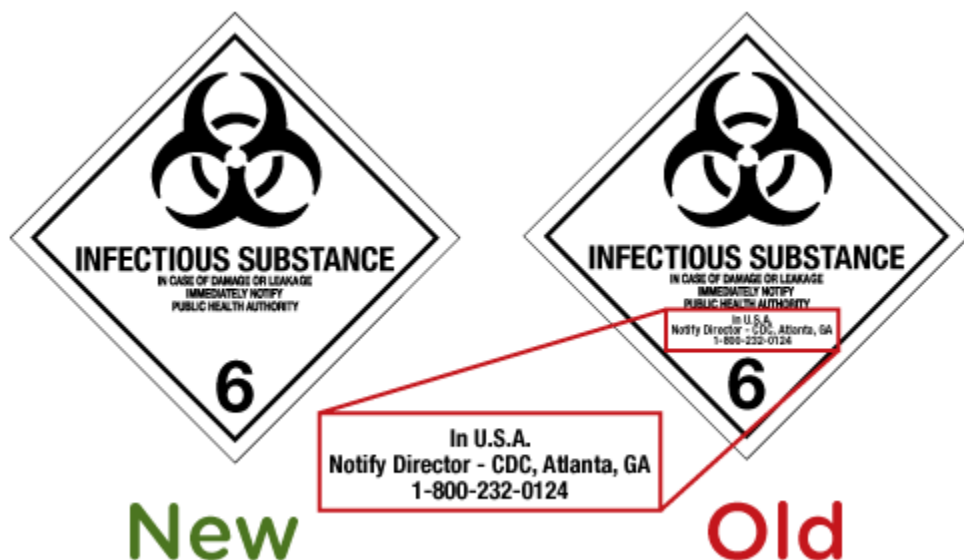 INFECTIOUS SUBSTANCE
IN CASE OF DAMAGE OR LEAKAGE
IMMEDIATELY NOTIFY
PUBLIC HEALTH AUTHORITY
6
INFECTIOUS SUBSTANCE
IN CASE OF DAMAGE OR LEAKAGE
IMMEDIATELY NOTIFY
PUBLIC HEALTH AUTHORITY
In U.S.A.
Notify Director - CDC, Atlanta, GA
1-800-232-0124
6
In U.S.A.
Notify Director - CDC, Atlanta, GA
1-800-232-0124
New
Old